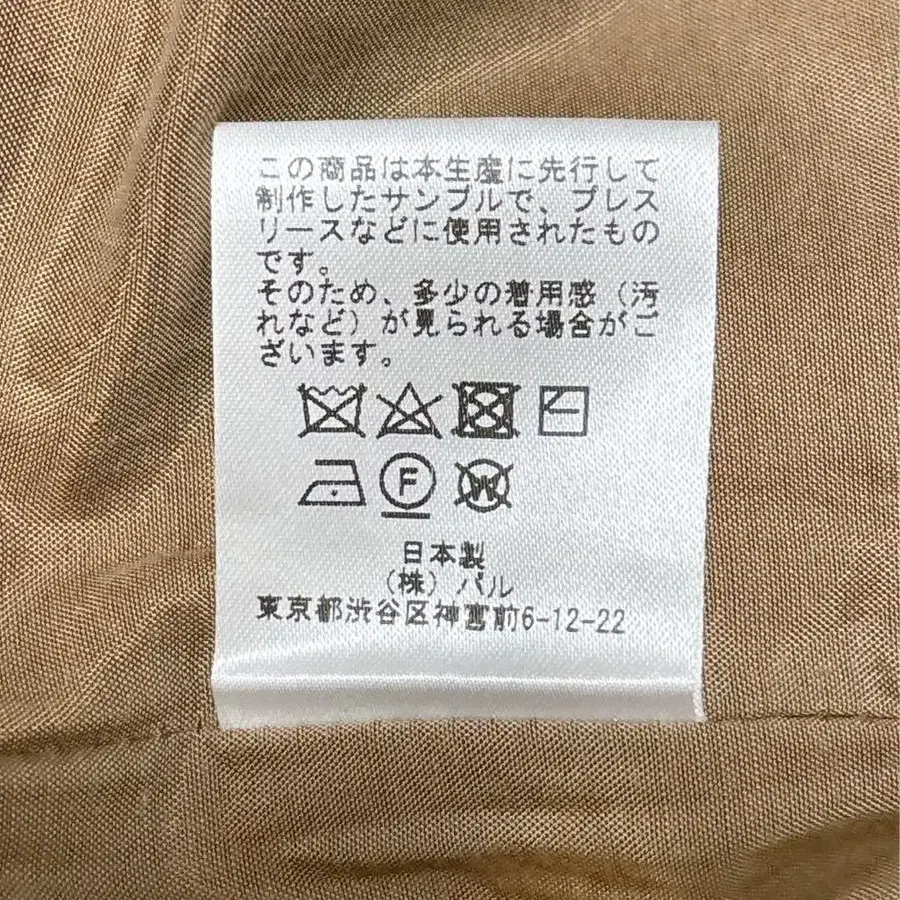 この商品は本生産に先行して
制作したサンプルで、プレス
リースなどに使用されたもの
です。
そのため、多少の着用感（汚
れなど）が見られる場合がご
ざいます。
F W
日本製
（株）パル
東京都渋谷区神宮前6-12-22